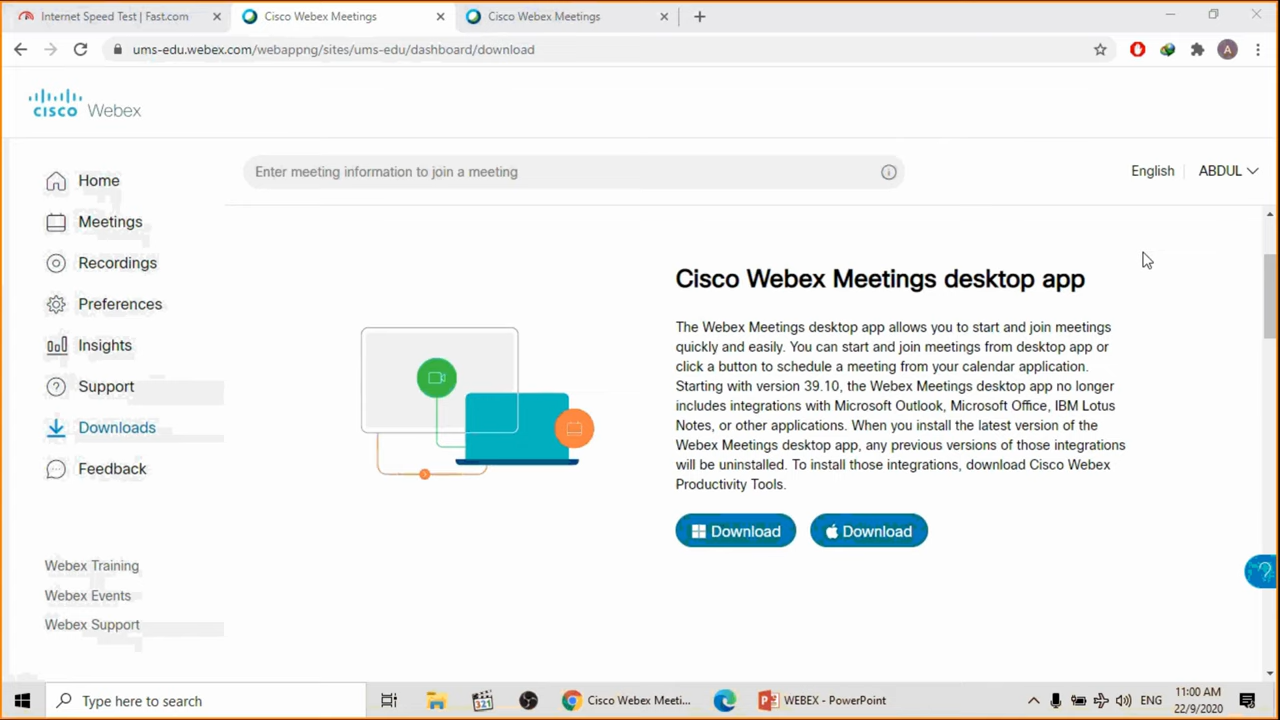 Internet Speed Test | Fast.com
Cisco Webex Meetings
Cisco Webex Meetings
ums-edu.webex.com/webappng/sites/ums-edu/dashboard/download
A
CISCO Webex
Enter meeting information to join a meeting
English
ABDUL
Home
Meetings
Recordings
Preferences
Insights
Support
Downloads
Feedback
Webex Training
Webex Events
Webex Support
Cisco Webex Meetings desktop app
The Webex Meetings desktop app allows you to start and join meetings
quickly and easily. You can start and join meetings from desktop app or
click a button to schedule a meeting from your calendar application.
Starting with version 39.10, the Webex Meetings desktop app no longer
includes integrations with Microsoft Outlook, Microsoft Office, IBM Lotus
Notes, or other applications. When you install the latest version of the
Webex Meetings desktop app, any previous versions of those integrations
will be uninstalled. To install those integrations, download Cisco Webex
Productivity Tools.
Download
Download
Type here to search
321
Cisco Webex Meeti...
WEBEX - PowerPoint
ENG
11:00 AM
22/9/2020